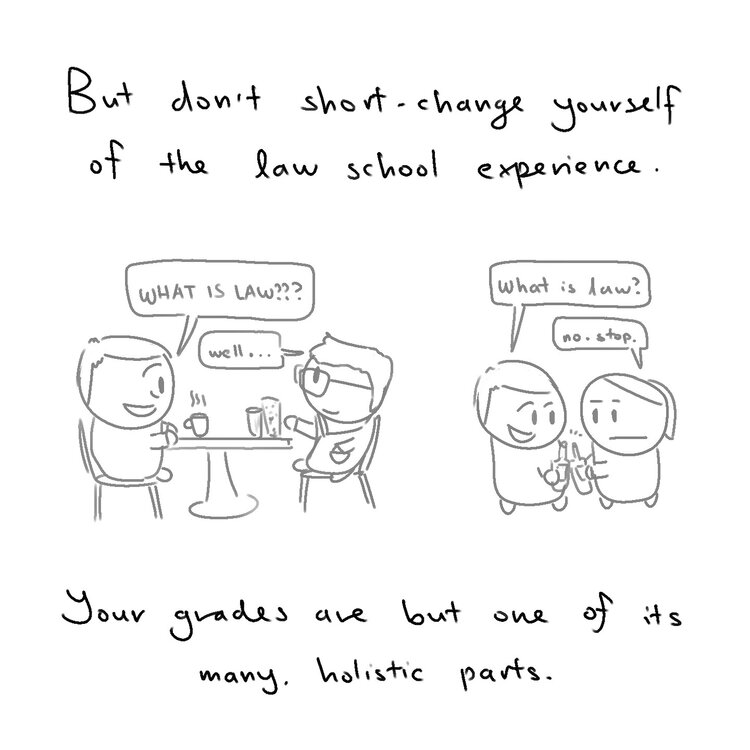 But don't short-change yourself
of the law school experience.
WHAT IS LAW???
well...
What is law?
no. stop.
Your grades are but one of its
many, holistic parts.